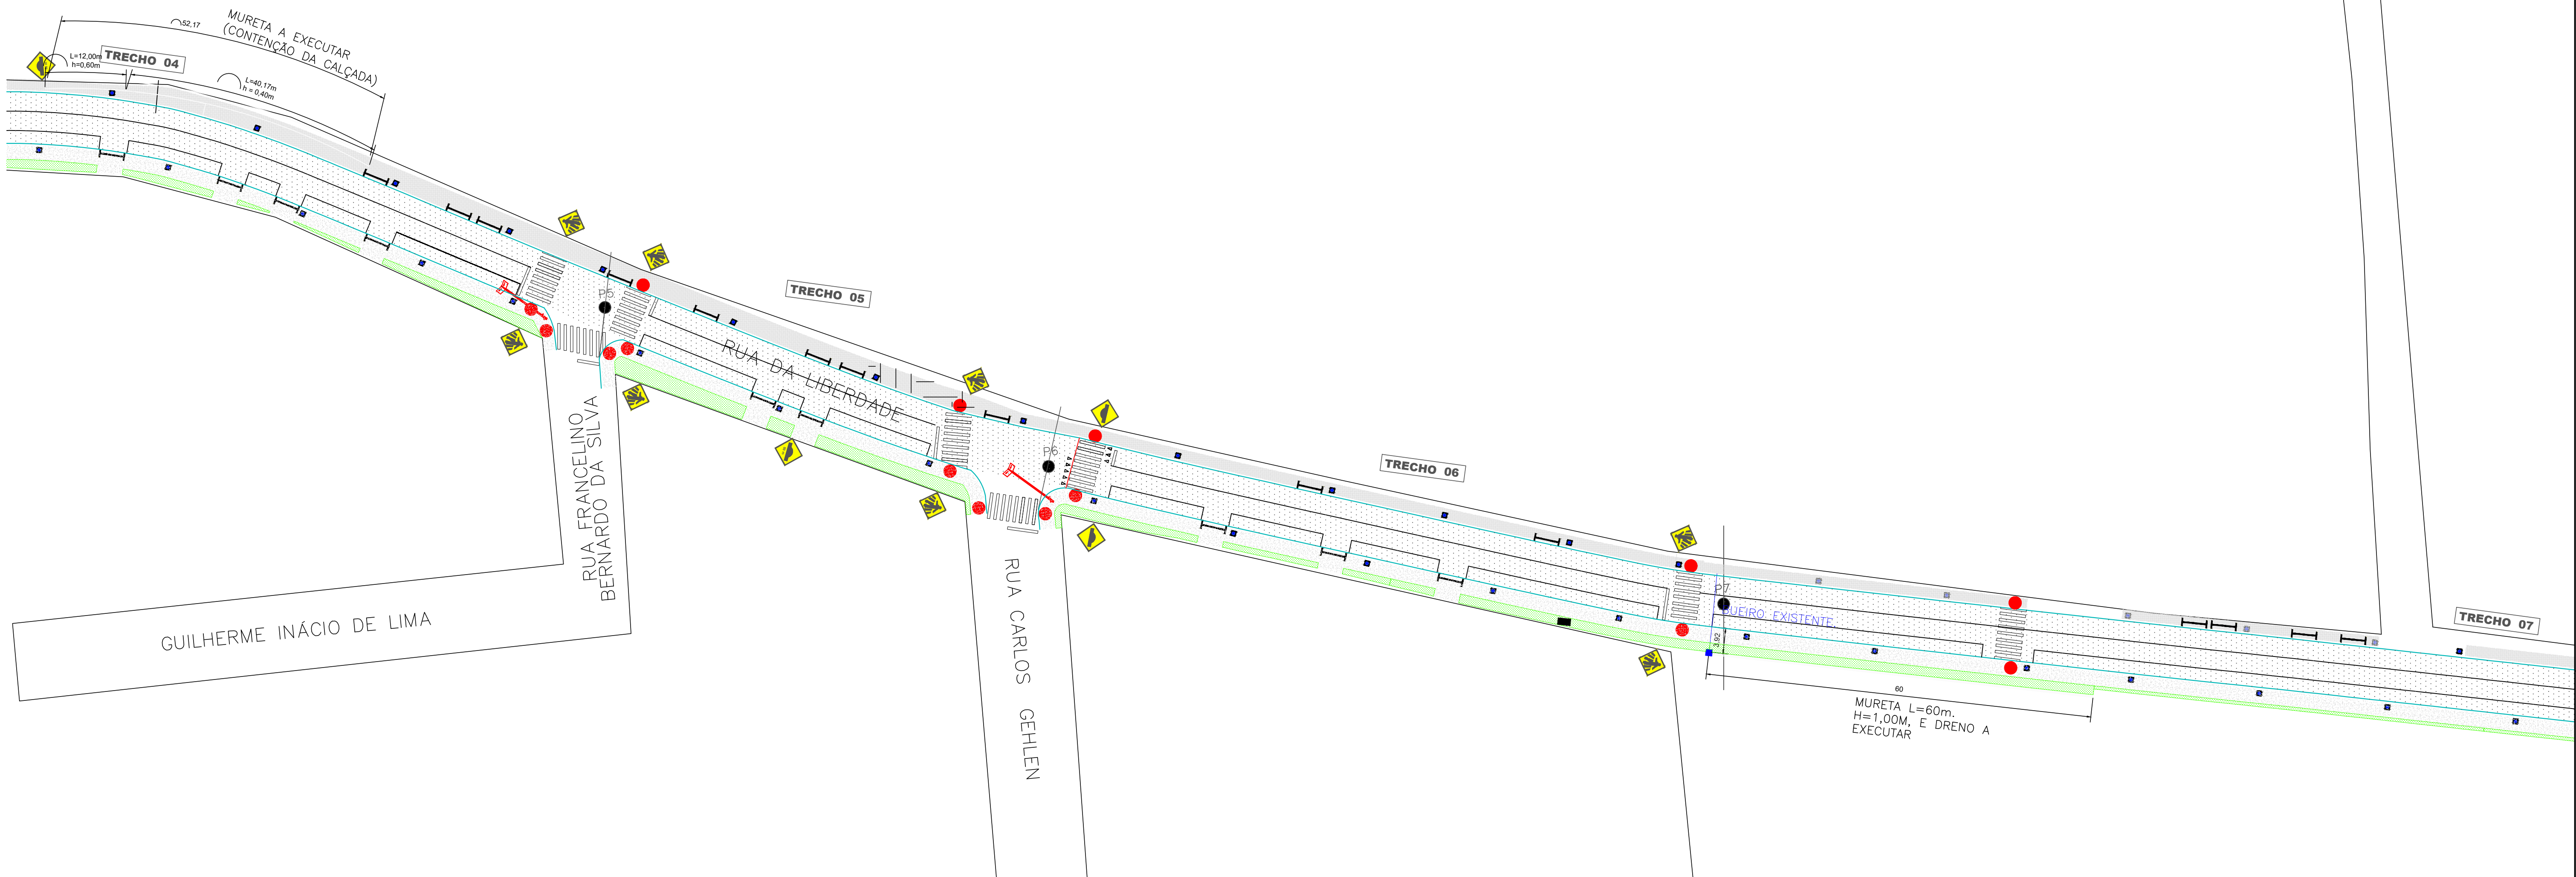 MURETA A EXECUTAR
(CONTENÇÃO DA CALÇADA)
52,17
L=12,00m
h=0,60m
TRECHO 04
L=40,17m
h = 0,40m
P5
TRECHO 05
RUA DA LIBERDADE
RUA FRANCELINO
BERNARDO DA SILVA
GUILHERME INÁCIO DE LIMA
P6
RUA CARLOS GEHLEN
TRECHO 06
P7
BUEIRO EXISTENTE.
3,92
60
MURETA L=60m.
H=1,00M, E DRENO A
EXECUTAR
TRECHO 07